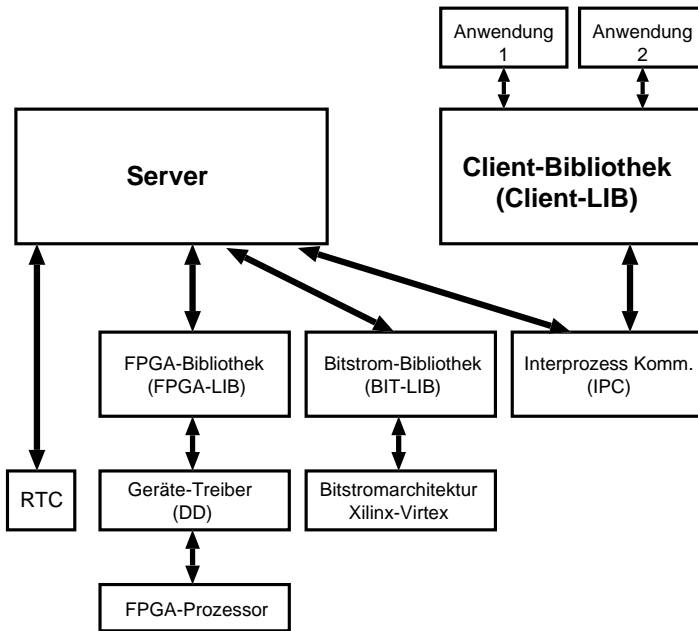 Anwendung
1
Anwendung
2
Server
Client-Bibliothek
(Client-LIB)
FPGA-Bibliothek
(FPGA-LIB)
Bitstrom-Bibliothek
(BIT-LIB)
Interprozess Komm.
(IPC)
RTC
Geräte-Treiber
(DD)
Bitstromarchitektur
Xilinx-Virtex
FPGA-Prozessor